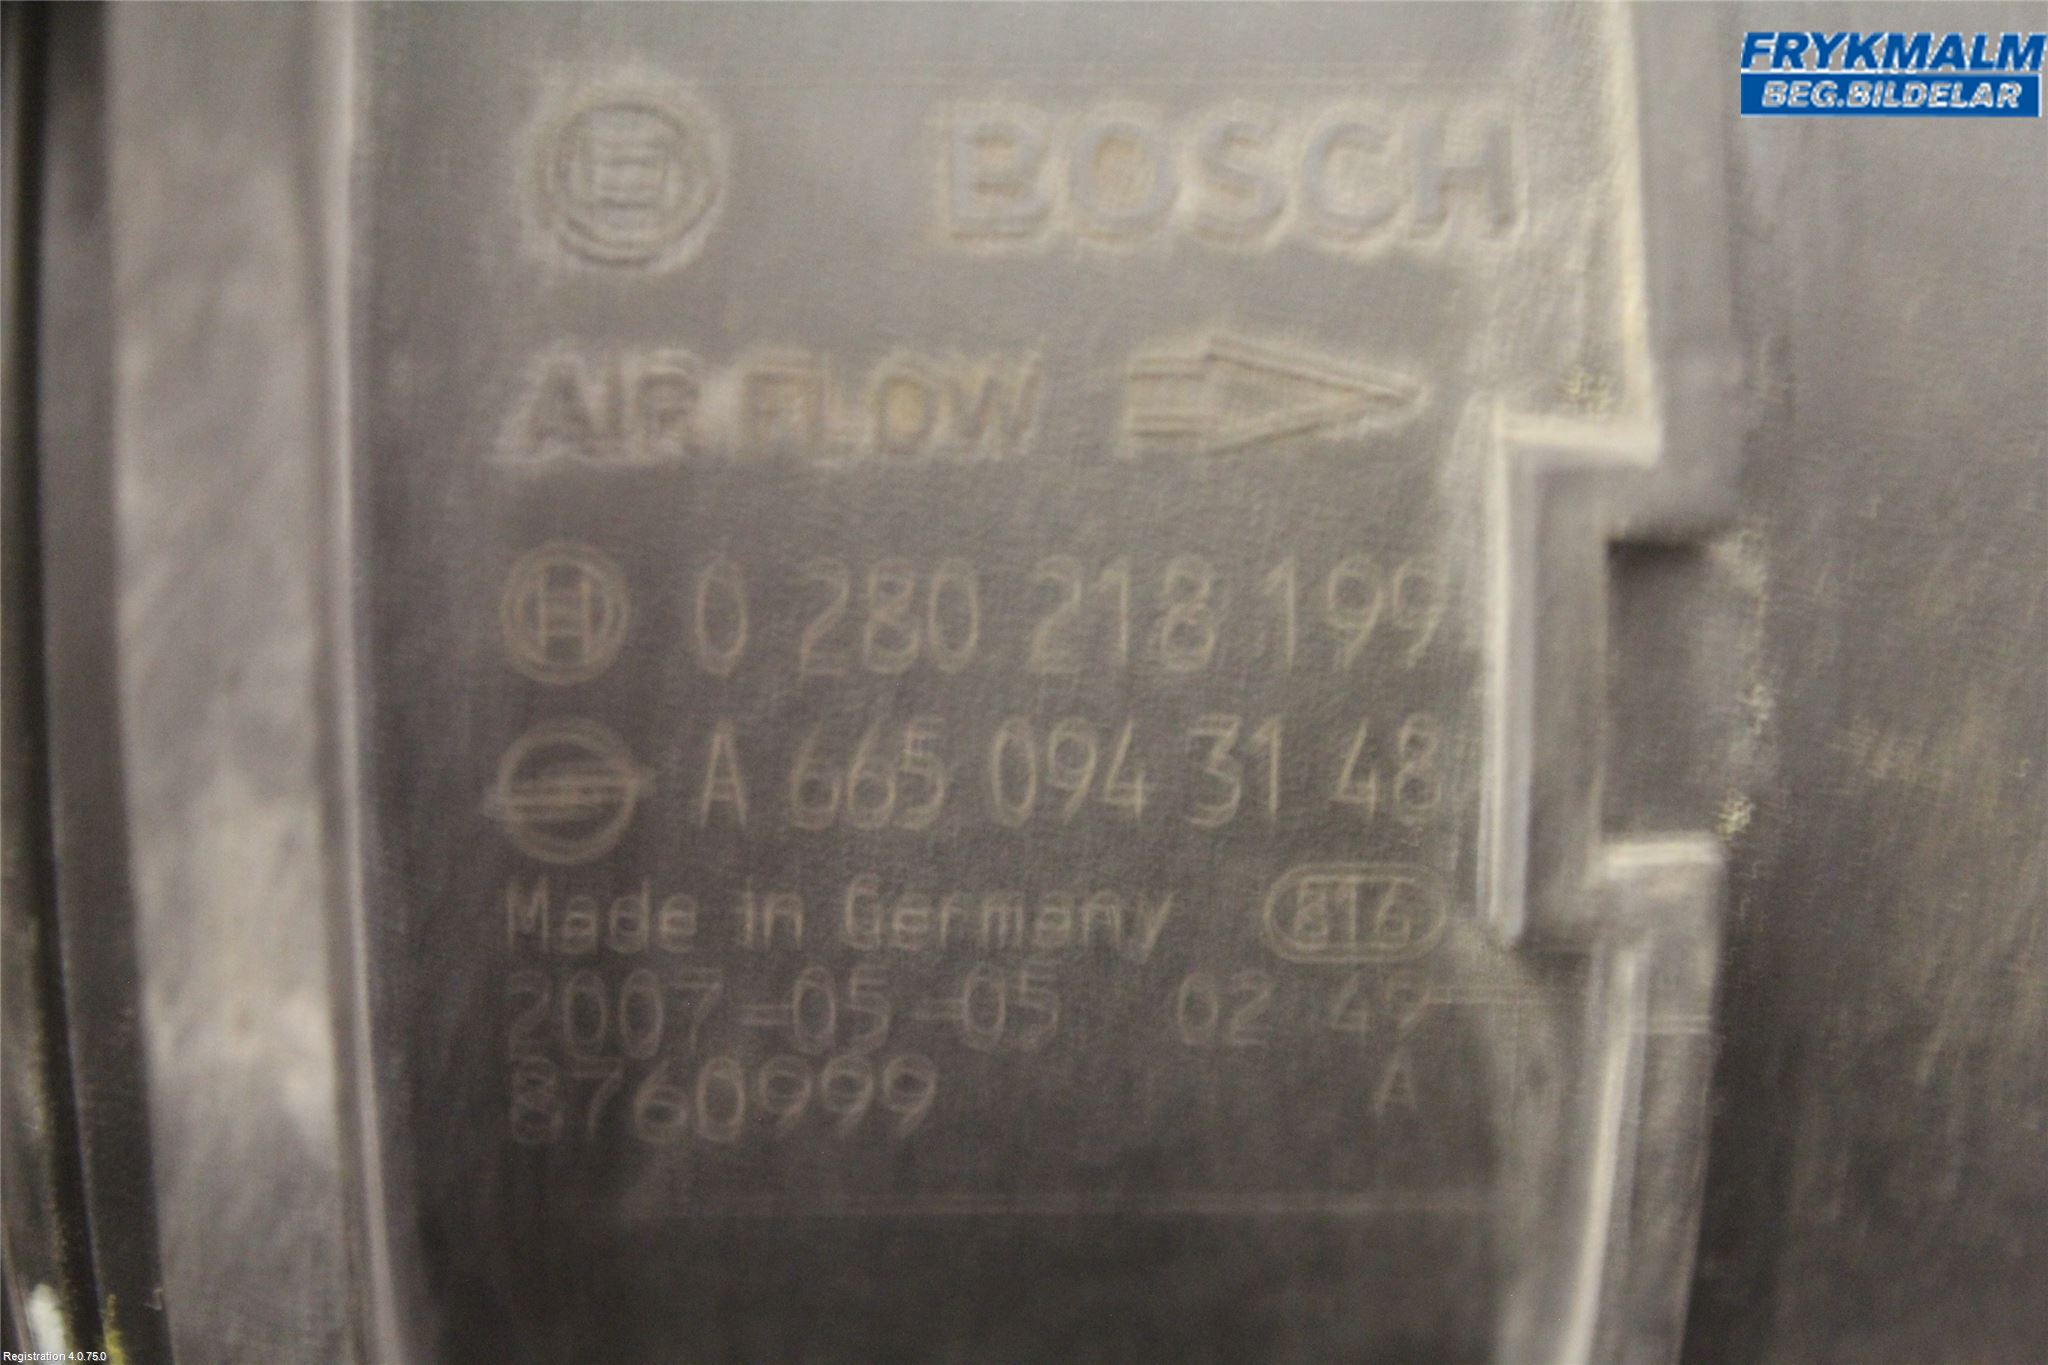 FRYKMALM
BEG.BILDELAR
BOSCH
AIR FLOW
0 280 218 199
A 665 094 31 48
Made in Germany 816
2007-05-05 02 49
8760999 A
Registration 4.0.75.0